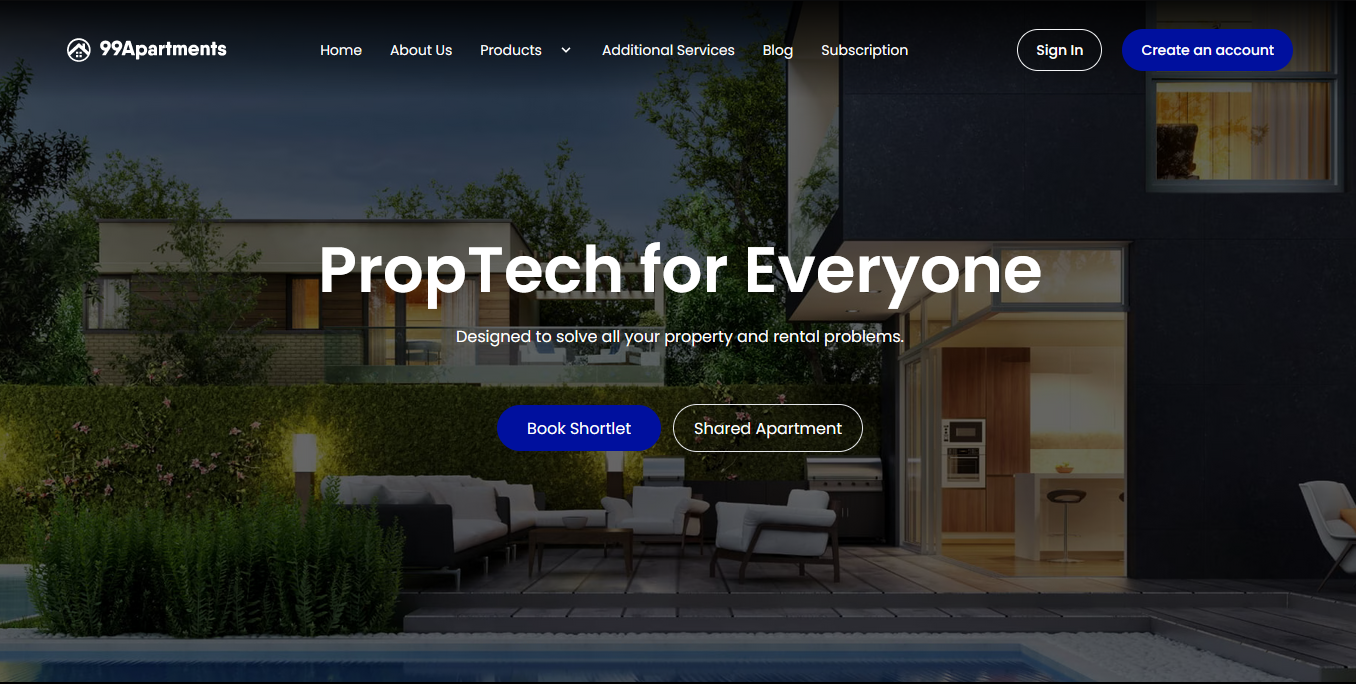 99Apartments
Home
About Us
Products
Additional Services
Blog
Subscription
Sign In
Create an account
PropTech for Everyone
Designed to solve all your property and rental problems.
Book Shortlet
Shared Apartment